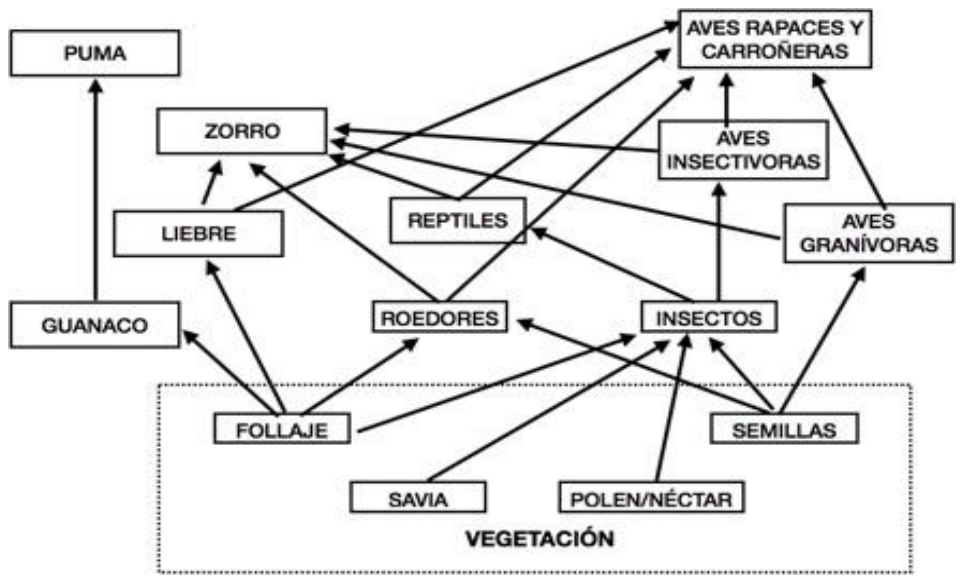 PUMA
AVES RAPACES Y
CARROÑERAS
ZORRO
AVES
INSECTIVORAS
LIEBRE
REPTILES
AVES
GRANÍVORAS
GUANACO
ROEDORES
INSECTOS
FOLLAJE
SEMILLAS
SAVIA
POLEN/NÉCTAR
VEGETACIÓN